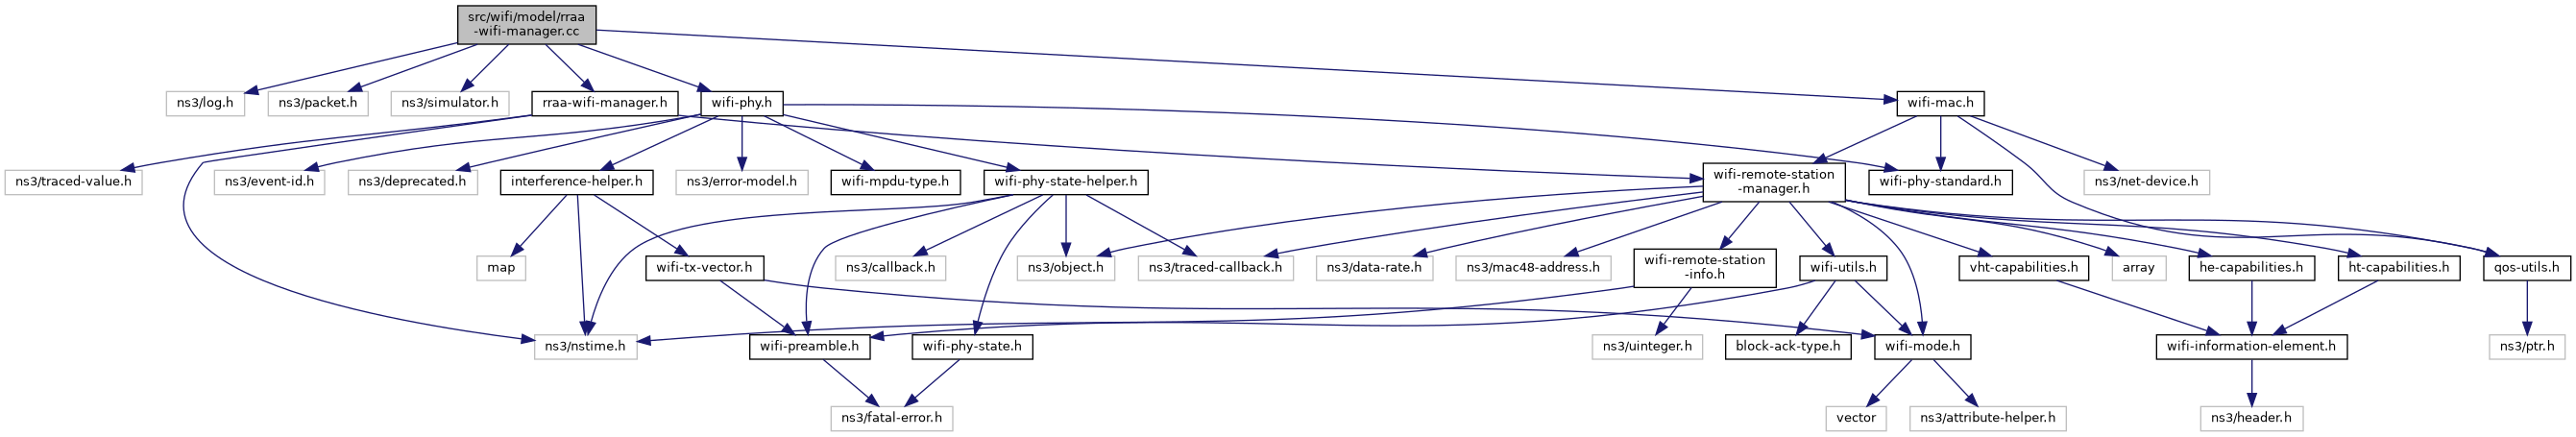 src/wifi/model/rraa
-wifi-manager.cc
ns3/log.h
ns3/packet.h
ns3/simulator.h
rraa-wifi-manager.h
wifi-phy.h
wifi-mac.h
ns3/traced-value.h
ns3/event-id.h
ns3/deprecated.h
interference-helper.h
ns3/error-model.h
wifi-mpdu-type.h
wifi-phy-state-helper.h
wifi-remote-station
-manager.h
wifi-phy-standard.h
ns3/net-device.h
map
wifi-tx-vector.h
ns3/callback.h
ns3/object.h
ns3/traced-callback.h
ns3/data-rate.h
ns3/mac48-address.h
wifi-remote-station
-info.h
wifi-utils.h
vht-capabilities.h
array
he-capabilities.h
ht-capabilities.h
qos-utils.h
ns3/nstime.h
wifi-preamble.h
wifi-phy-state.h
ns3/uinteger.h
block-ack-type.h
wifi-mode.h
wifi-information-element.h
ns3/ptr.h
ns3/fatal-error.h
vector
ns3/attribute-helper.h
ns3/header.h